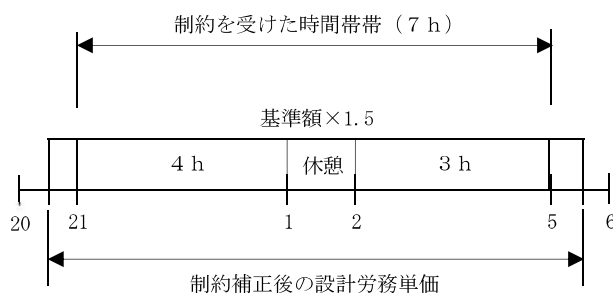 制約を受けた時間帯帯（７ｈ）
基準額×1.5
４ｈ
休憩
３ｈ
20
21
1
2
5
6
制約補正後の設計労務単価